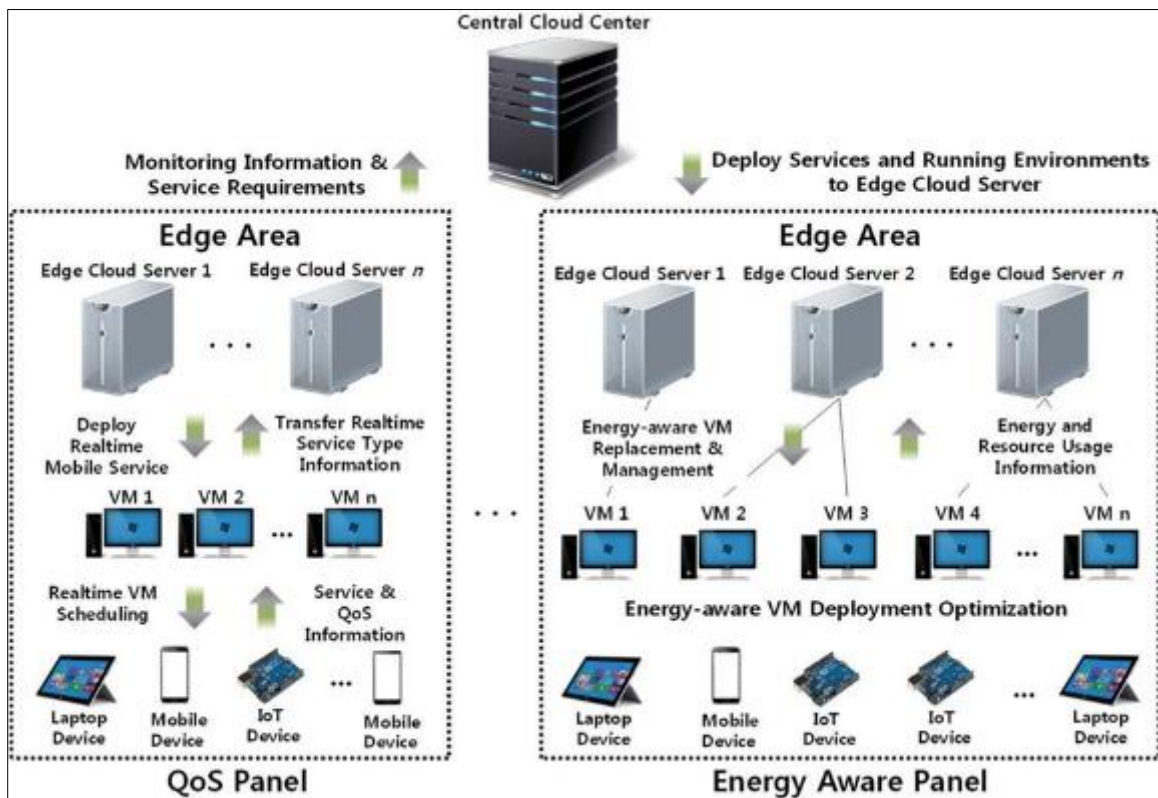 Central Cloud Center
Monitoring Information &
Service Requirements
Deploy Services and Running Environments
to Edge Cloud Server
Edge Area
Edge Cloud Server 1
Edge Cloud Server n
. . .
Deploy
Realtime
Mobile Service
Transfer Realtime
Service Type
Information
VM 1
VM 2
...
VM n
Realtime VM
Scheduling
Service &
QoS
Information
...
Laptop
Device
Mobile
Device
IoT
Device
Mobile
Device
QoS Panel
. . .
Edge Area
Edge Cloud Server 1
Edge Cloud Server 2
Edge Cloud Server n
. . .
Energy-aware VM
Replacement &
Management
Energy and
Resource Usage
Information
VM 1
VM 2
VM 3
VM 4
...
VM n
Energy-aware VM Deployment Optimization
Laptop
Device
Mobile
Device
IoT
Device
IoT
Device
...
Laptop
Device
Energy Aware Panel